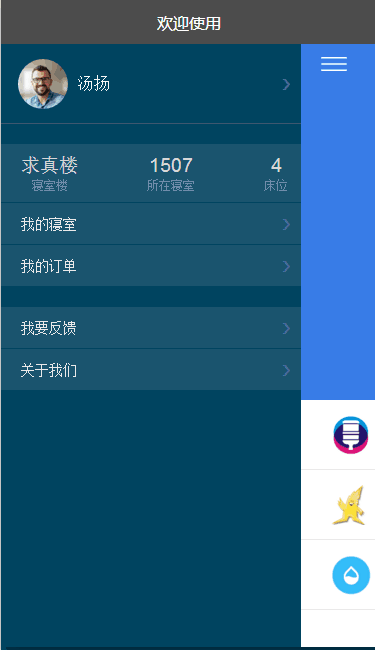 欢迎使用
汤扬
求真楼 1507 4
寝室楼 所在寝室 床位
我的寝室
我的订单
我要反馈
关于我们